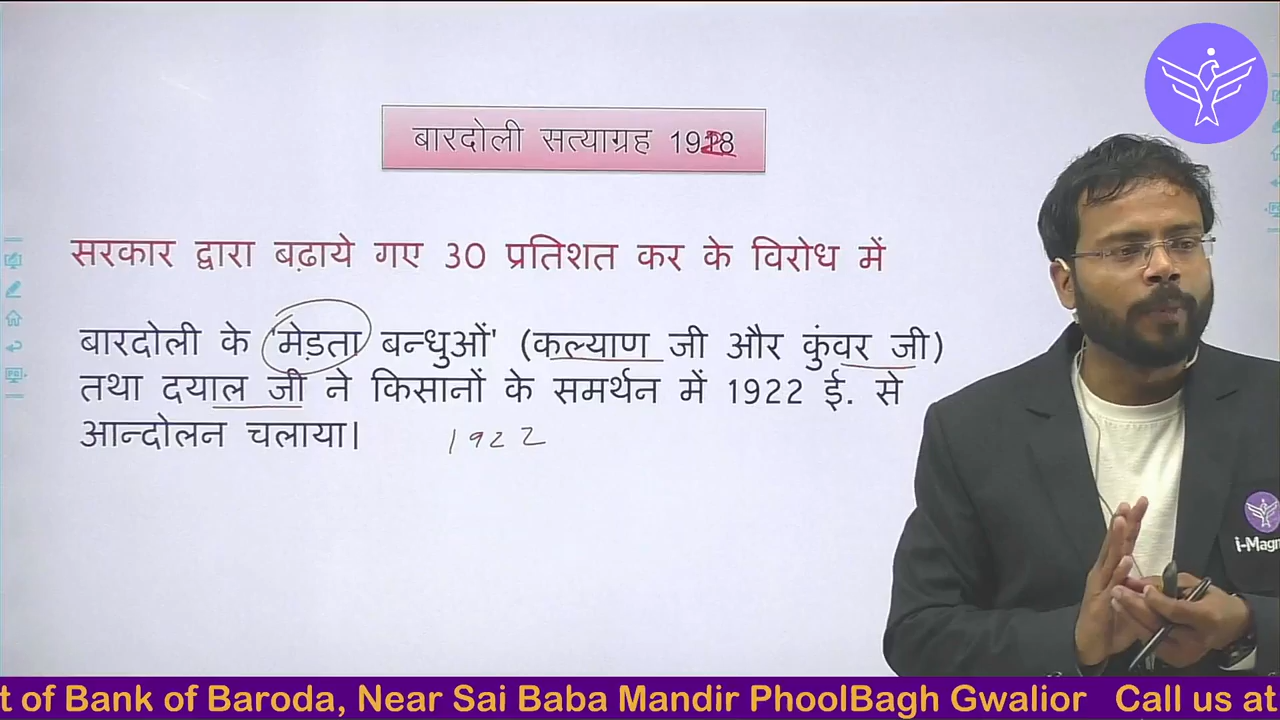 बारदोली सत्याग्रह 1928
सरकार द्वारा बढ़ाये गए 30 प्रतिशत कर के विरोध में
बारदोली के 'मेड़ता बन्धुओं' (कल्याण जी और कुंवर जी)
तथा दयाल जी ने किसानों के समर्थन में 1922 ई. से
आन्दोलन चलाया।
1922
i-Magn
t of Bank of Baroda, Near Sai Baba Mandir PhoolBagh Gwalior Call us at